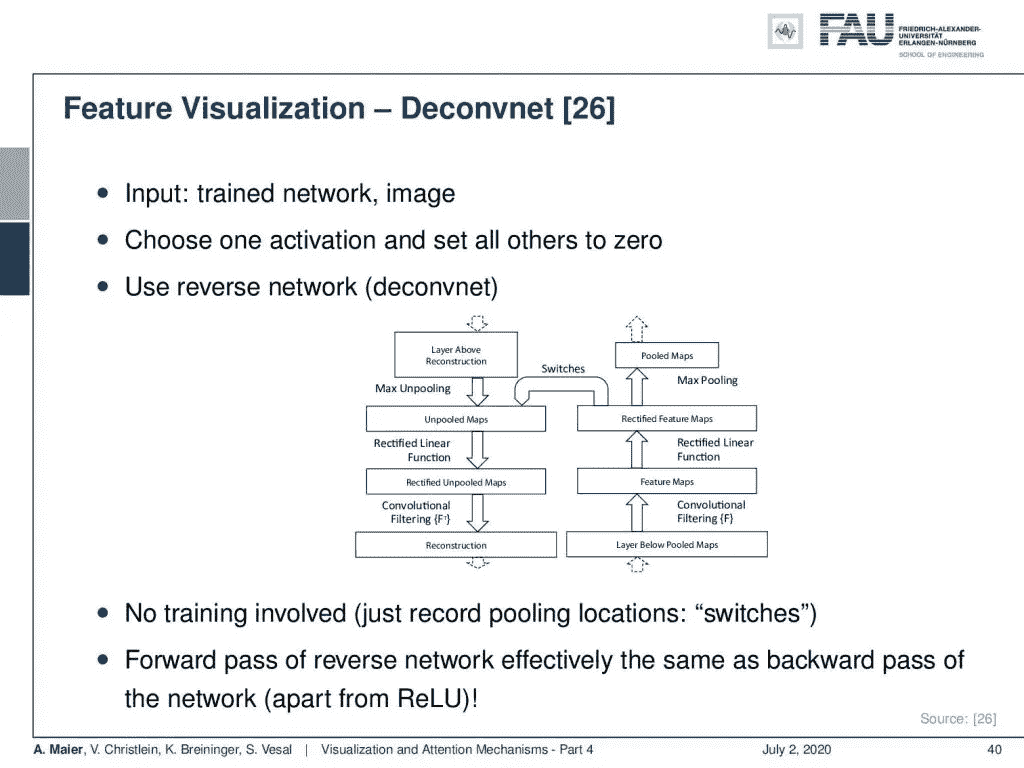 FAU
FRIEDRICH-ALEXANDER-
UNIVERSITÄT
ERLANGEN-NÜRNBERG
SCHOOL OF ENGINEERING
Feature Visualization – Deconvnet [26]
• Input: trained network, image
• Choose one activation and set all others to zero
• Use reverse network (deconvnet)
Layer Above
Reconstruction
Max Unpooling
Unpooled Maps
Rectified Linear
Function
Rectified Unpooled Maps
Convolutional
Filtering {Fᵀ}
Reconstruction
Switches
Pooled Maps
Max Pooling
Rectified Feature Maps
Rectified Linear
Function
Feature Maps
Convolutional
Filtering {F}
Layer Below Pooled Maps
• No training involved (just record pooling locations: “switches”)
• Forward pass of reverse network effectively the same as backward pass of
the network (apart from ReLU)!
Source: [26]
A. Maier, V. Christlein, K. Breininger, S. Vesal | Visualization and Attention Mechanisms - Part 4 July 2, 2020 40